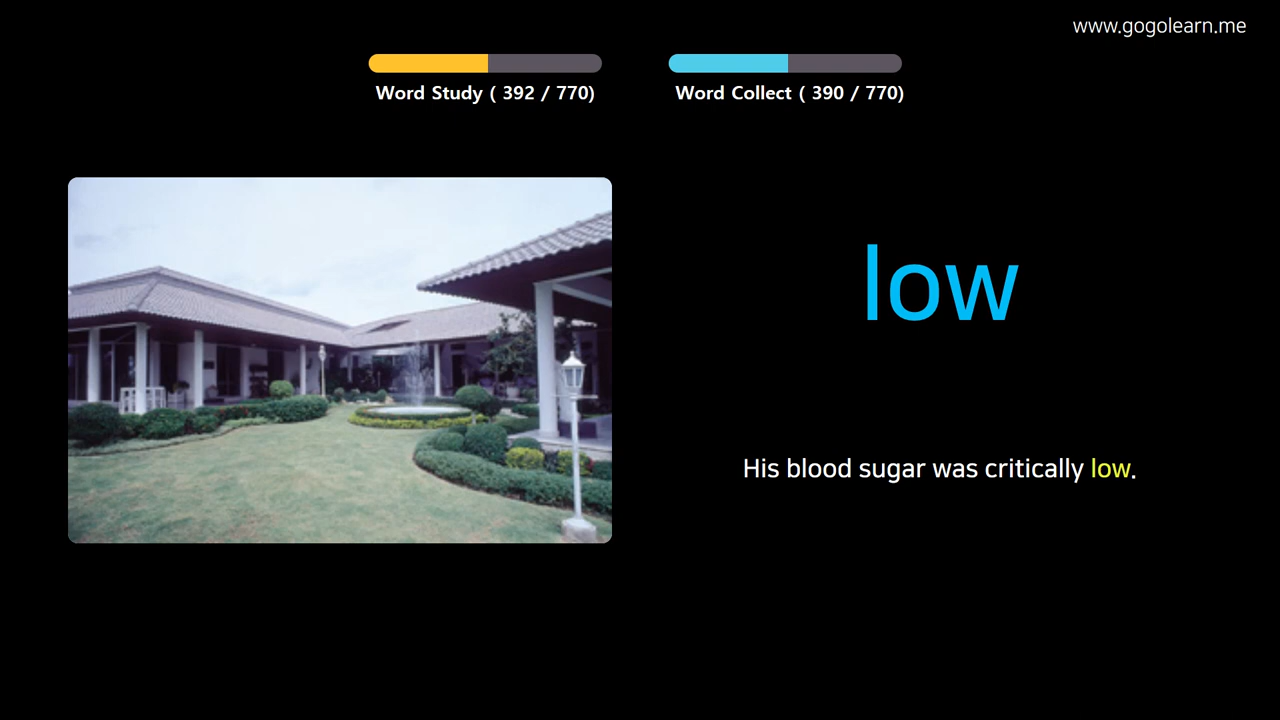 www.gogolearn.me
Word Study ( 392 / 770)
Word Collect ( 390 / 770)
low
His blood sugar was critically low.